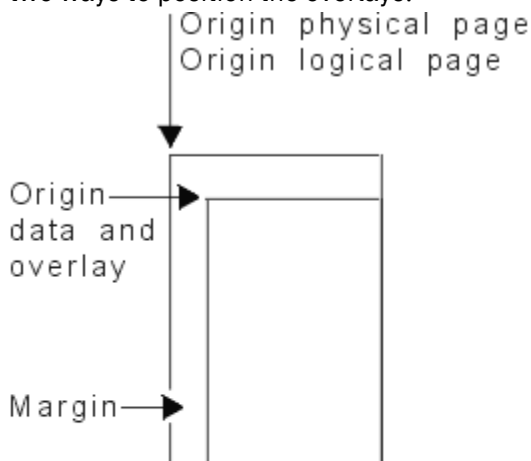 two ways to position the overlays.
Origin physical page
Origin logical page
Origin
data and
overlay
Margin